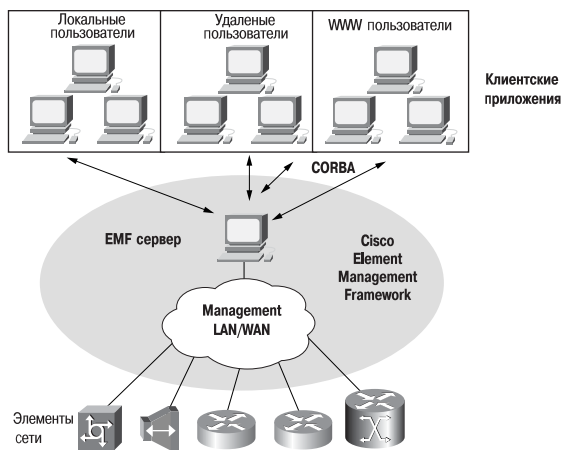 Локальные
пользователи
Удаленые
пользователи
WWW пользователи
Клиентские
приложения
CORBA
EMF сервер
Cisco
Element
Management
Framework
Management
LAN/WAN
Элементы
сети